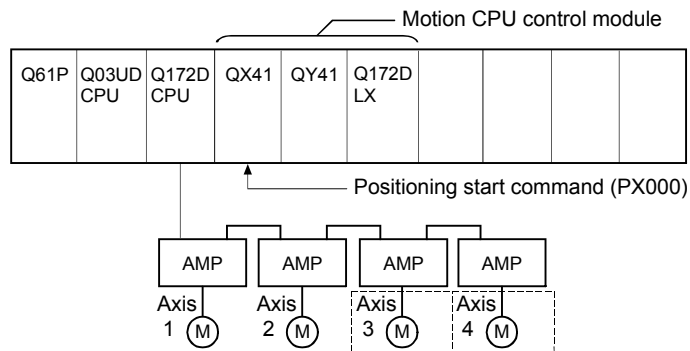 Motion CPU control module
Q61P Q03UD CPU Q172D CPU QX41 QY41 Q172D LX
Positioning start command (PX000)
AMP AMP AMP AMP
Axis 1 M Axis 2 M Axis 3 M Axis 4 M